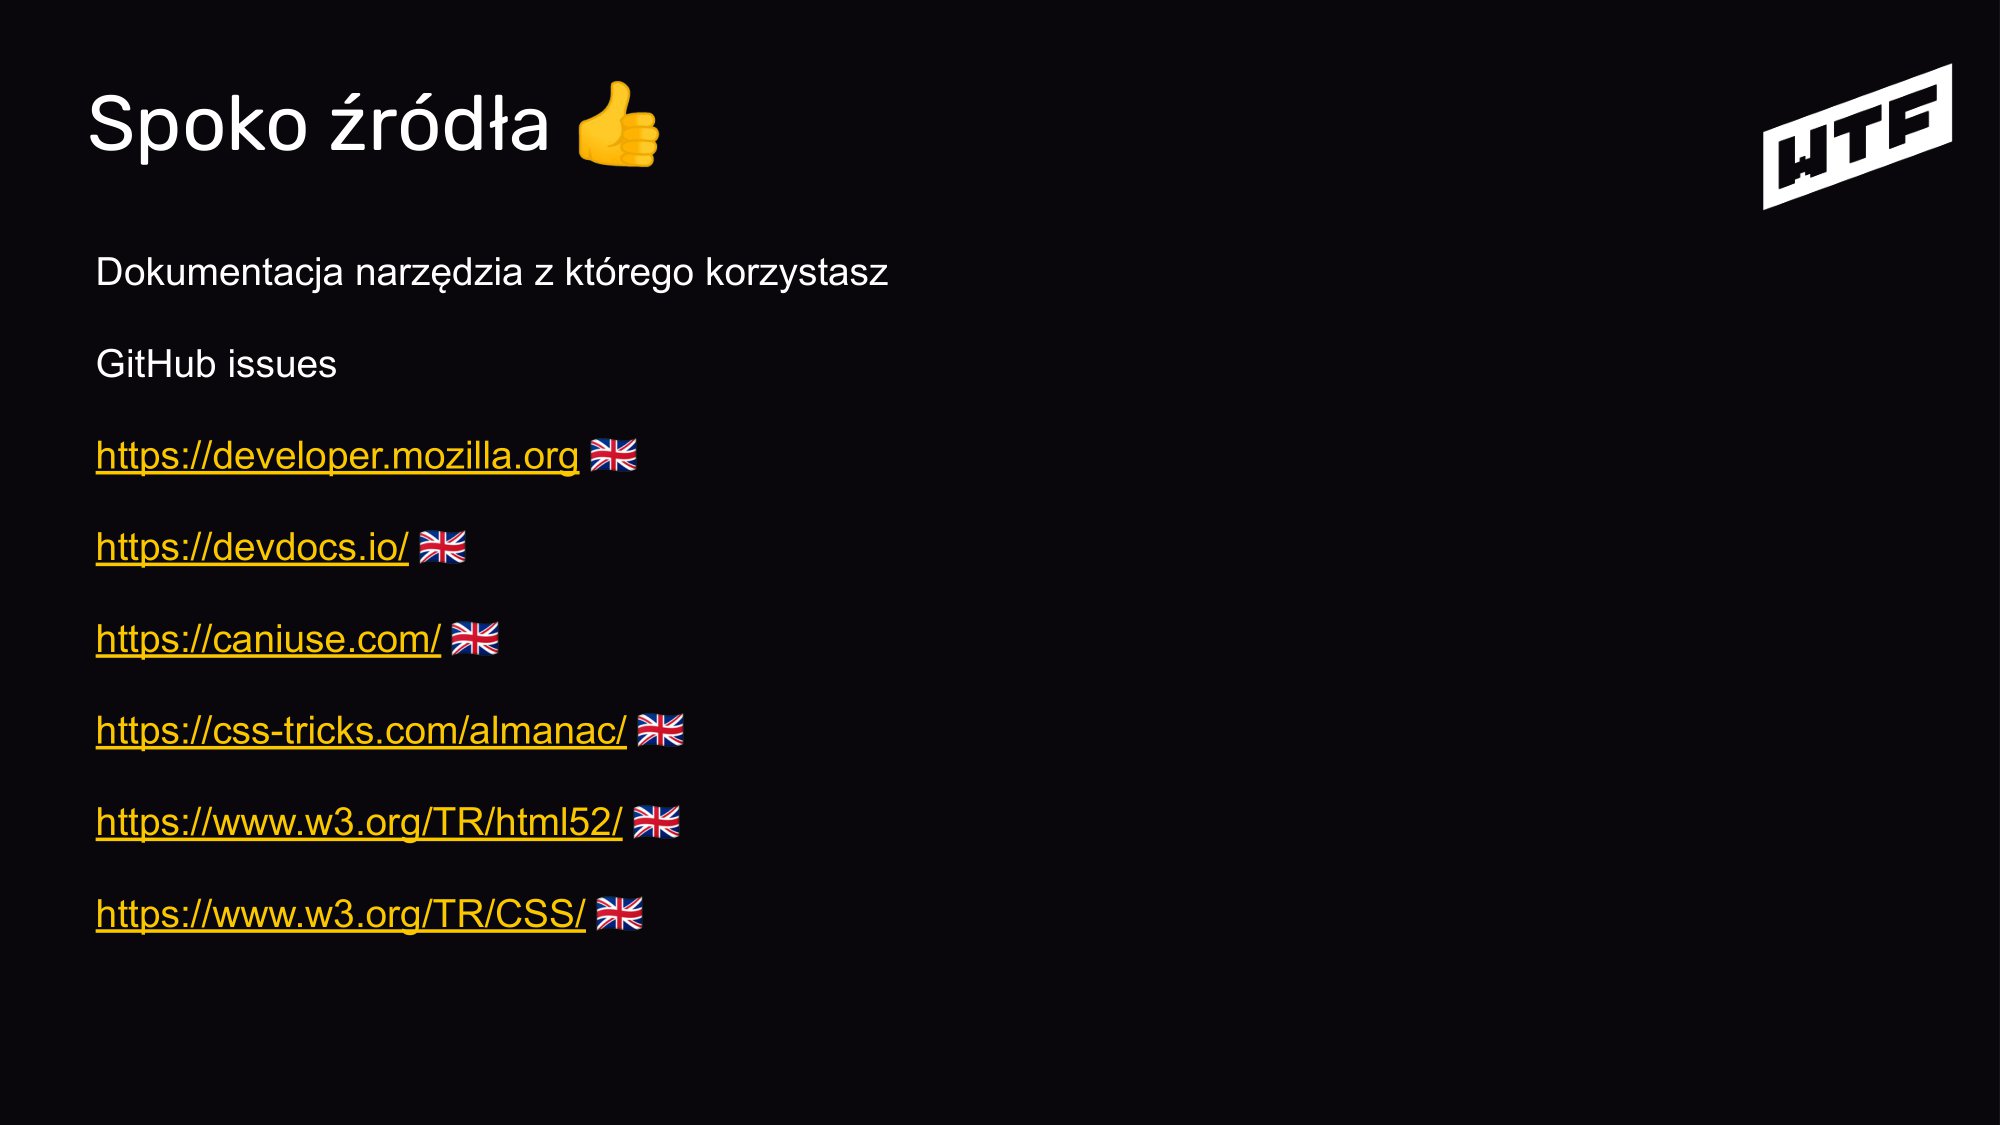 Spoko źródła 👍
WTF
Dokumentacja narzędzia z którego korzystasz
GitHub issues
https://developer.mozilla.org 🇬🇧
https://devdocs.io/ 🇬🇧
https://caniuse.com/ 🇬🇧
https://css-tricks.com/almanac/ 🇬🇧
https://www.w3.org/TR/html52/ 🇬🇧
https://www.w3.org/TR/CSS/ 🇬🇧